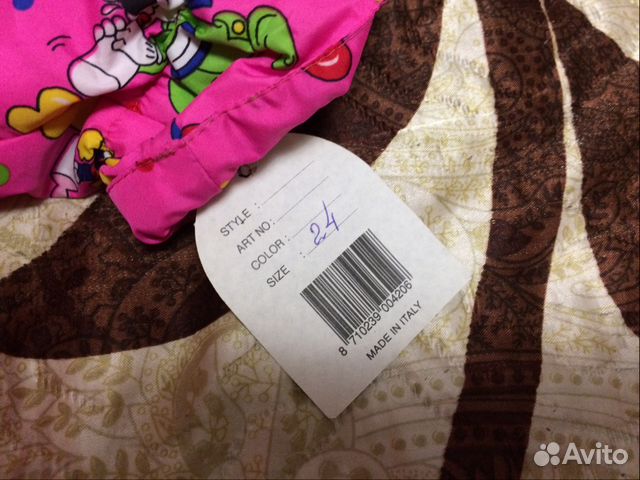 STYLE :
ART NO :
COLOR :
SIZE : 24
8 710239 004206
MADE IN ITALY
Avito